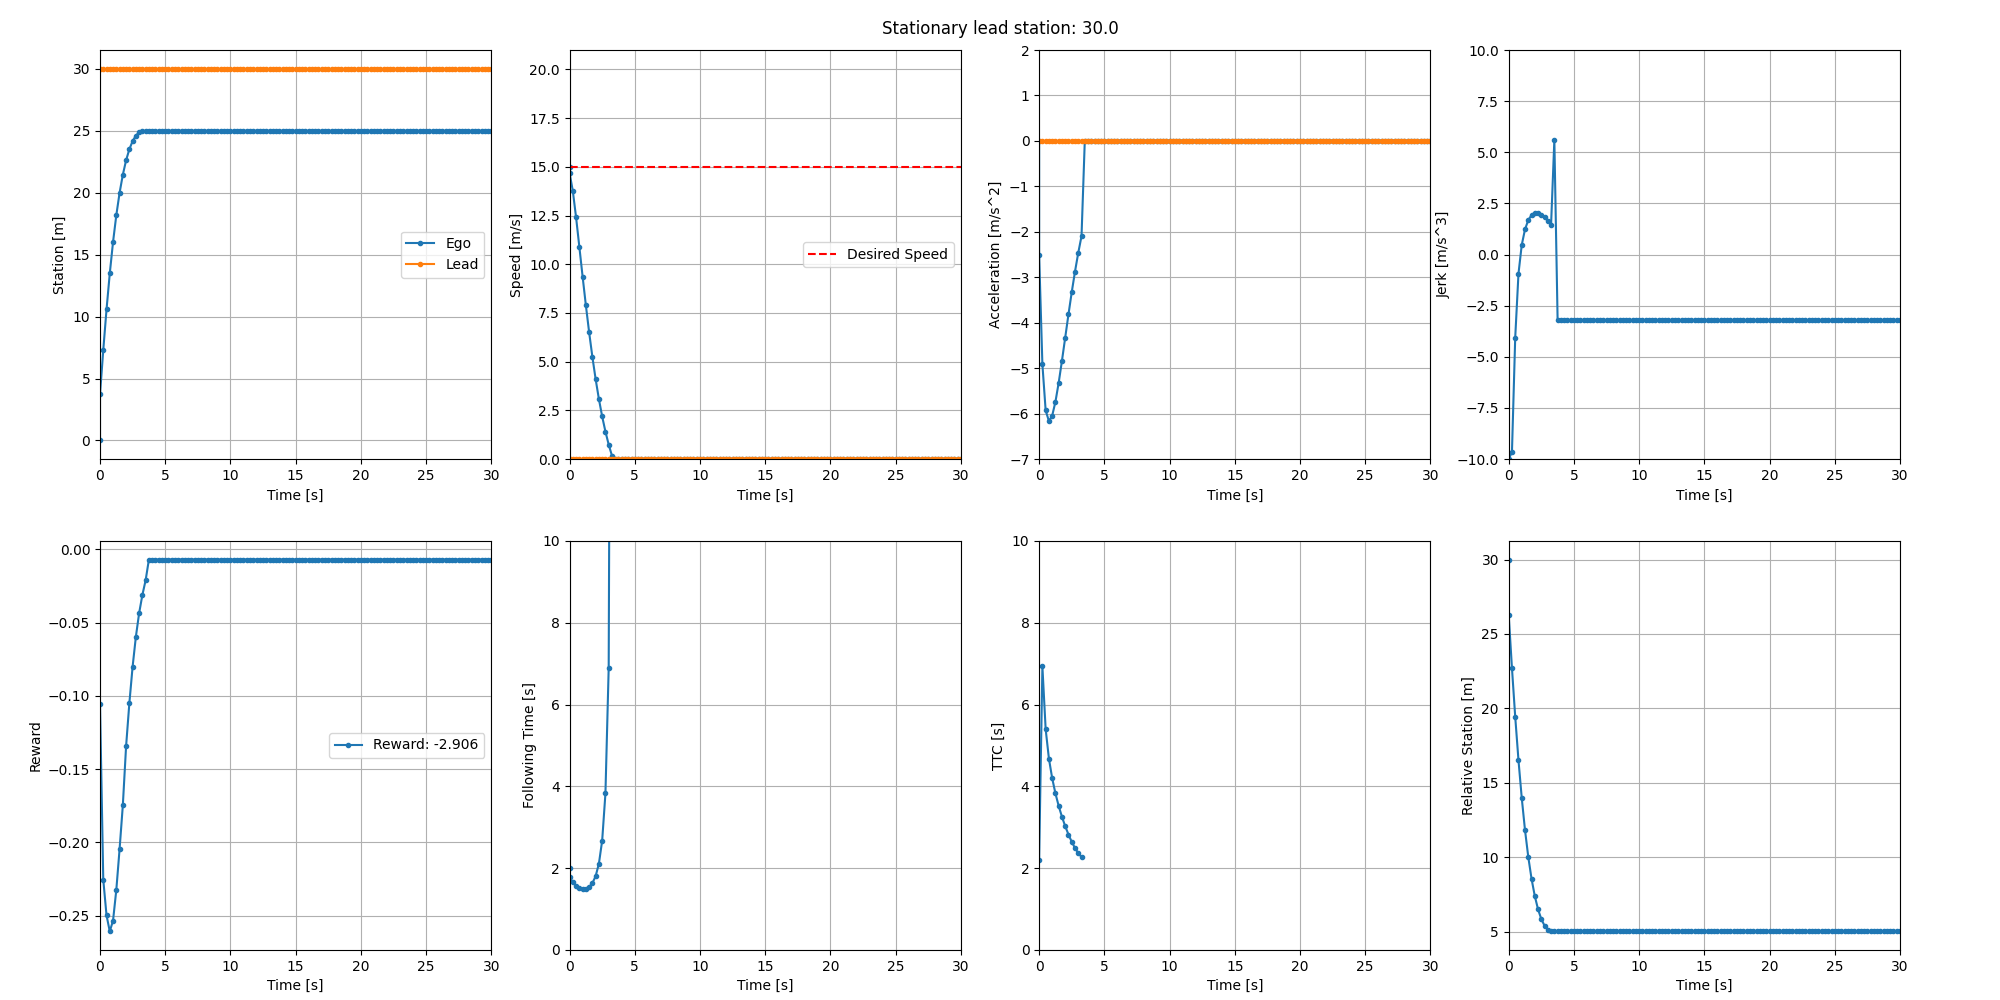 Stationary lead station: 30.0
Station [m]
30
25
20
15
10
5
0
Ego
Lead
0 5 10 15 20 25 30
Time [s]
Speed [m/s]
20.0
17.5
15.0
12.5
10.0
7.5
5.0
2.5
0.0
Desired Speed
0 5 10 15 20 25 30
Time [s]
Acceleration [m/s^2]
2
1
0
−1
−2
−3
−4
−5
−6
−7
0 5 10 15 20 25 30
Time [s]
Jerk [m/s^3]
10.0
7.5
5.0
2.5
0.0
−2.5
−5.0
−7.5
−10.0
0 5 10 15 20 25 30
Time [s]
Reward
0.00
−0.05
−0.10
−0.15
−0.20
−0.25
Reward: -2.906
0 5 10 15 20 25 30
Time [s]
Following Time [s]
10
8
6
4
2
0
0 5 10 15 20 25 30
Time [s]
TTC [s]
10
8
6
4
2
0
0 5 10 15 20 25 30
Time [s]
Relative Station [m]
30
25
20
15
10
5
0 5 10 15 20 25 30
Time [s]